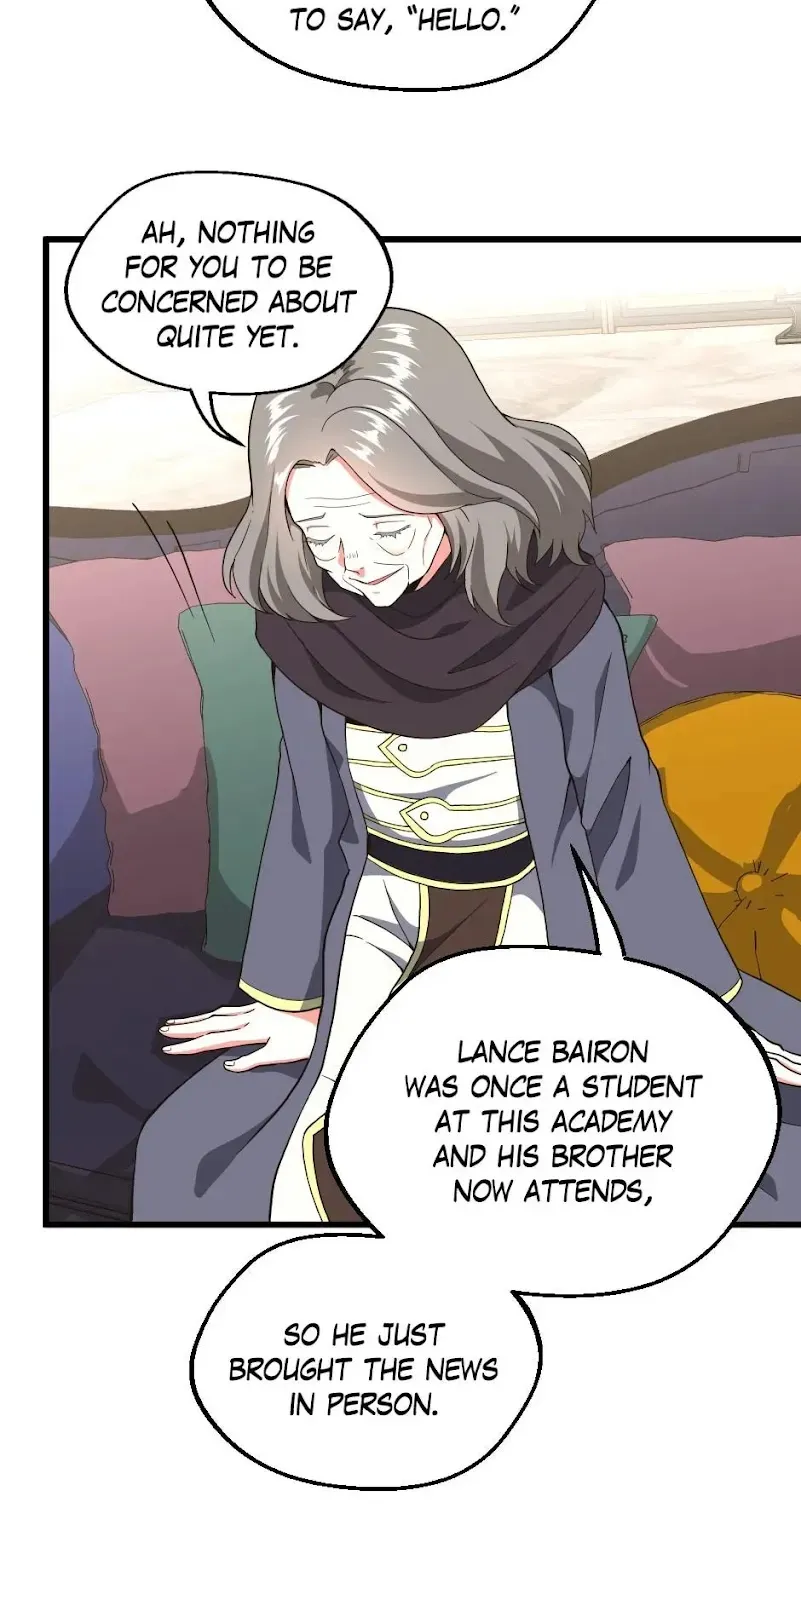 TO SAY, "HELLO."
AH, NOTHING
FOR YOU TO BE
CONCERNED ABOUT
QUITE YET.
LANCE BAIRON
WAS ONCE A STUDENT
AT THIS ACADEMY
AND HIS BROTHER
NOW ATTENDS,
SO HE JUST
BROUGHT THE NEWS
IN PERSON.